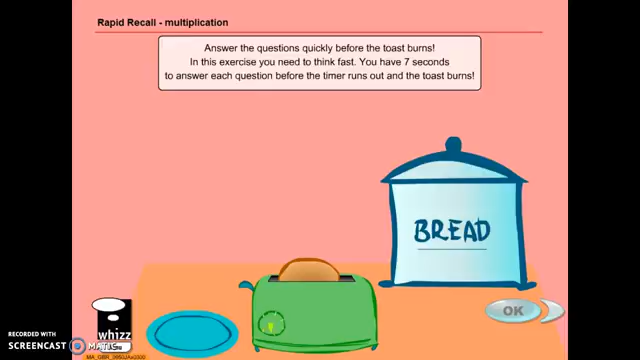 Rapid Recall - multiplication
Answer the questions quickly before the toast burns!
In this exercise you need to think fast. You have 7 seconds
to answer each question before the timer runs out and the toast burns!
BREAD
OK
whizz
RECORDED WITH
SCREENCAST MATIC